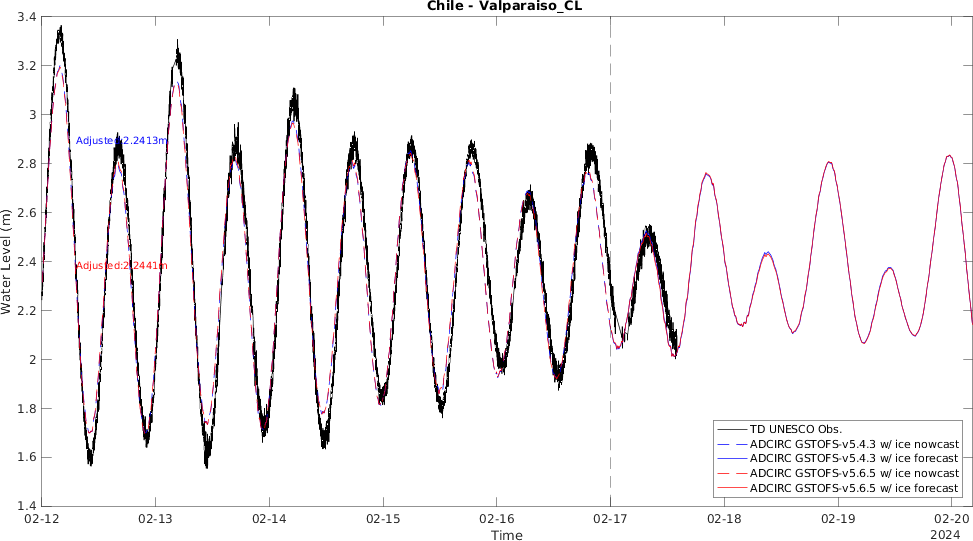 Chile - Valparaiso_CL
3.4
3.2
3
2.8
2.6
2.4
2.2
2
1.8
1.6
1.4
Water Level (m)
Adjusted:2.2413m
Adjusted:2.2441m
TD UNESCO Obs.
ADCIRC GSTOFS-v5.4.3 w/ ice nowcast
ADCIRC GSTOFS-v5.4.3 w/ ice forecast
ADCIRC GSTOFS-v5.6.5 w/ ice nowcast
ADCIRC GSTOFS-v5.6.5 w/ ice forecast
02-12 02-13 02-14 02-15 02-16 02-17 02-18 02-19 02-20
Time
2024